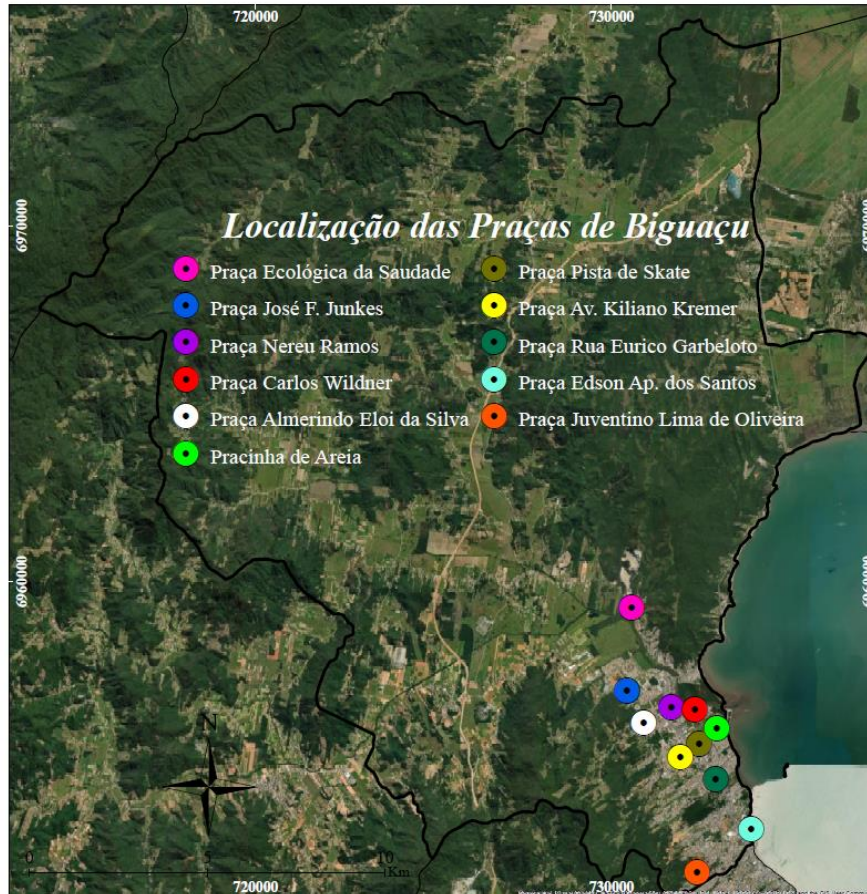 720000
730000
6970000
6970000
Localização das Praças de Biguaçu
Praça Ecológica da Saudade
Praça Pista de Skate
Praça José F. Junkes
Praça Av. Kiliano Kremer
Praça Nereu Ramos
Praça Rua Eurico Garbeloto
Praça Carlos Wildner
Praça Edson Ap. dos Santos
Praça Almerindo Eloi da Silva
Praça Juventino Lima de Oliveira
Pracinha de Areia
6960000
6960000
N
0
5
10
Km
720000
730000